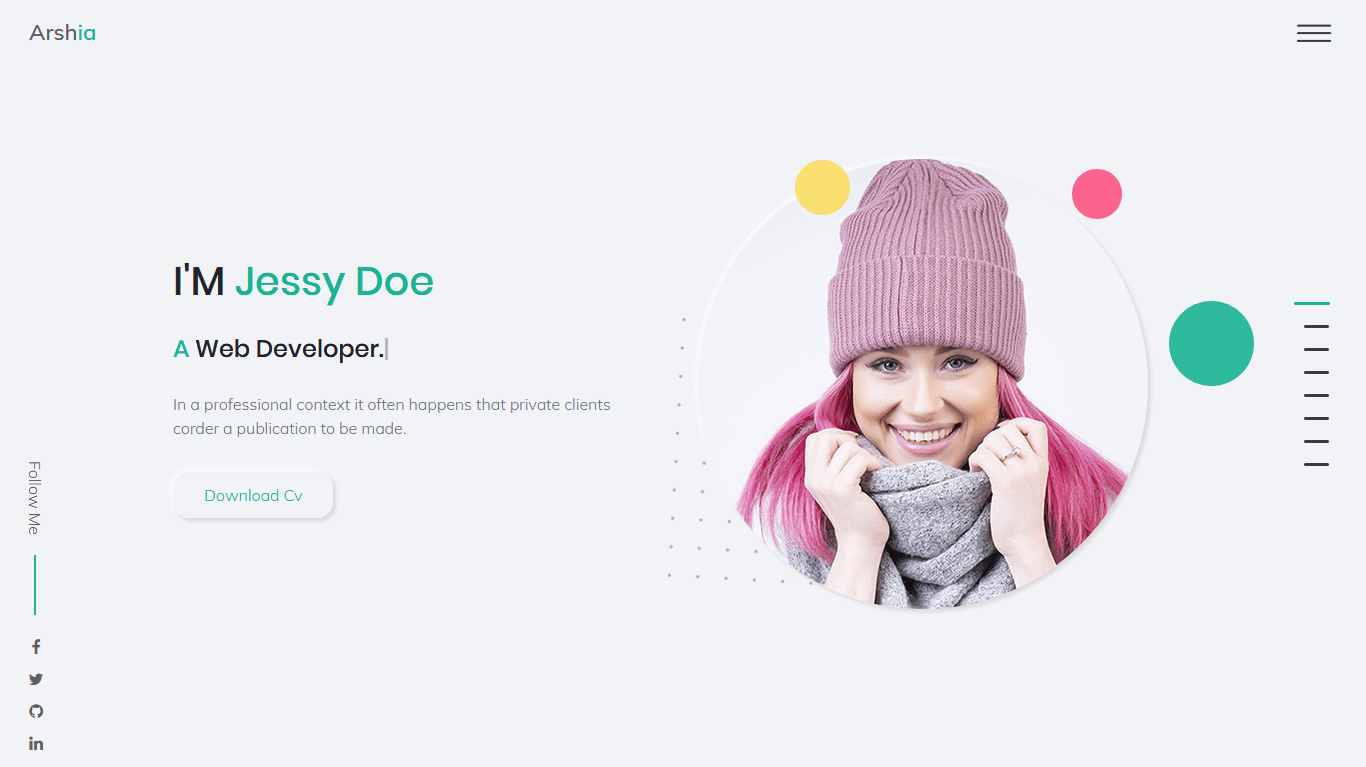 Arshia
I'M Jessy Doe
A Web Developer.|
In a professional context it often happens that private clients
corder a publication to be made.
Download Cv
Follow Me